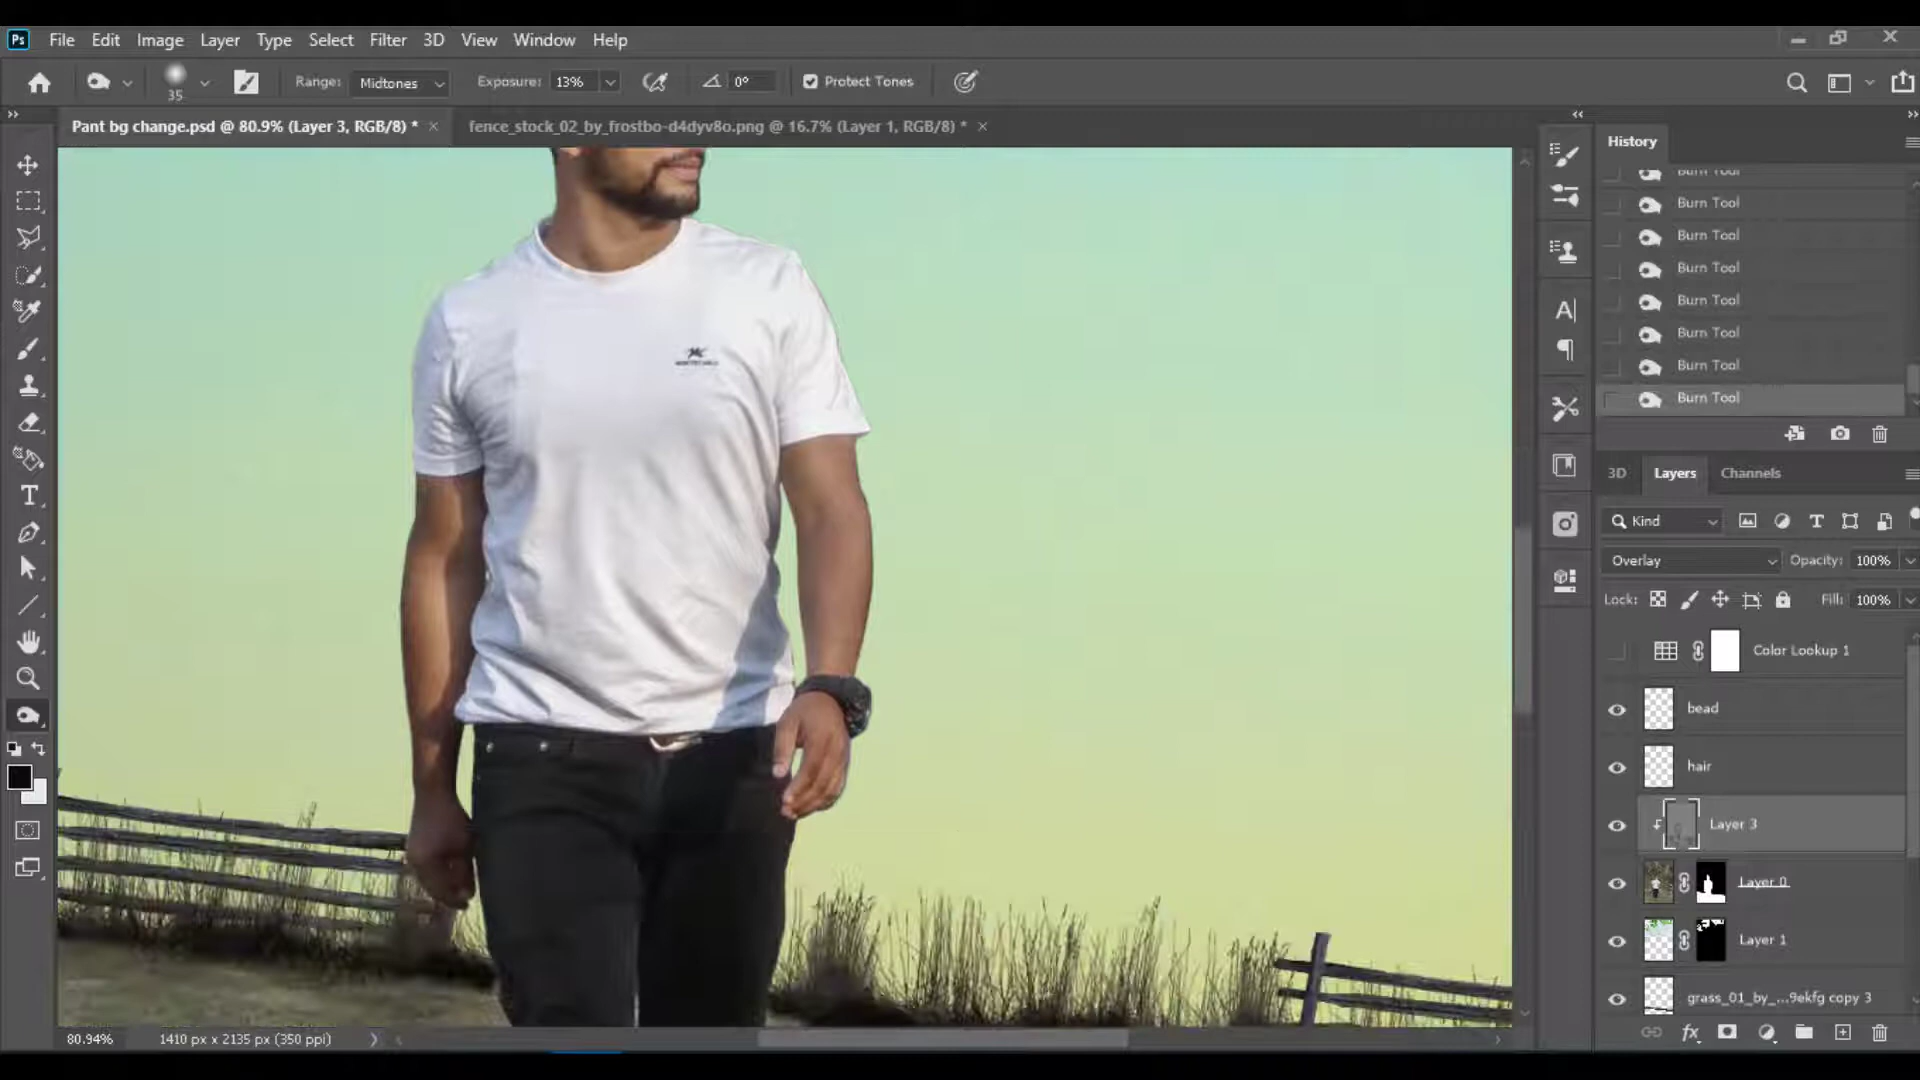 Ps File Edit Image Layer Type Select Filter 3D View Window Help
35 Range: Midtones Exposure: 13% 0° Protect Tones
Pant bg change.psd @ 80.9% (Layer 3, RGB/8) *
fence_stock_02_by_frostbo-d4dyv8o.png @ 16.7% (Layer 1, RGB/8) *
History
Burn Tool
Burn Tool
Burn Tool
Burn Tool
Burn Tool
Burn Tool
Burn Tool
Burn Tool
3D Layers Channels
Kind
Overlay Opacity: 100%
Lock: Fill: 100%
Color Lookup 1
bead
hair
Layer 3
Layer 0
Layer 1
grass_01_by_...9ekfg copy 3
80.94% 1410 px x 2135 px (350 ppi)